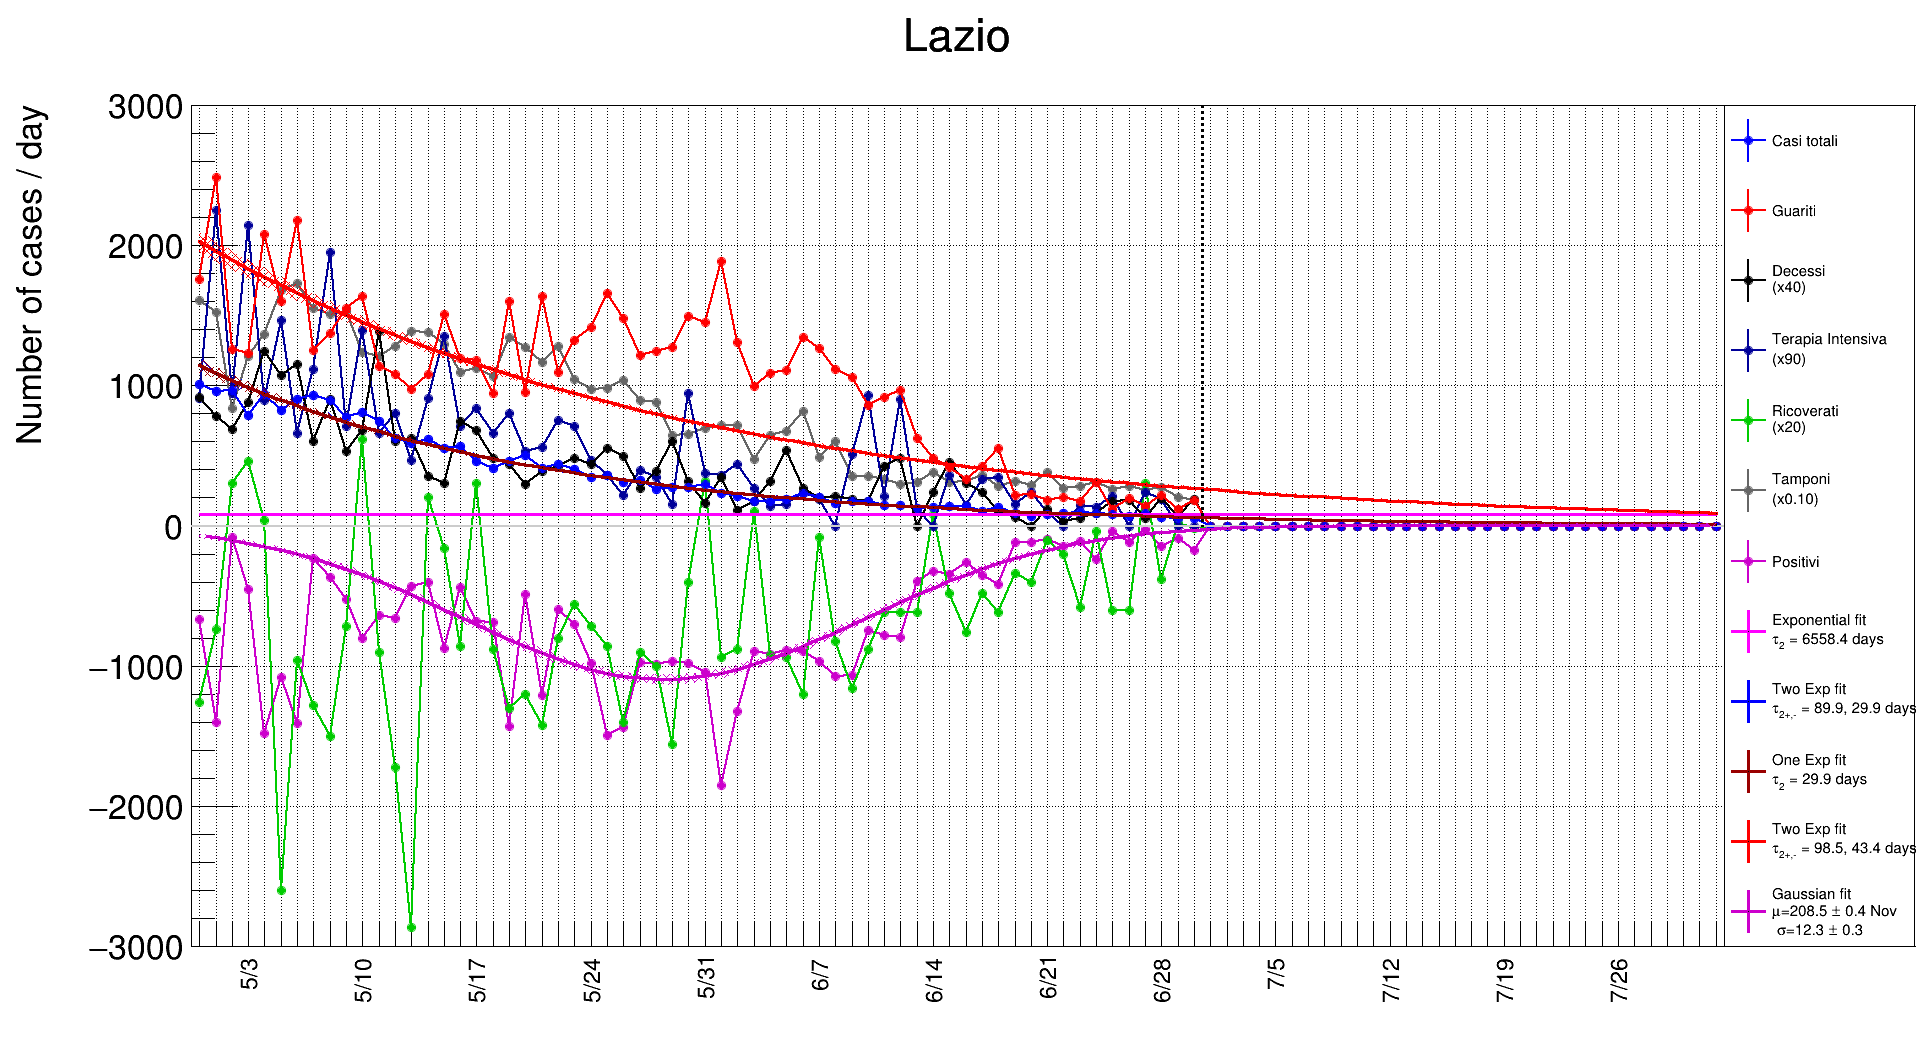 Lazio
Number of cases / day
3000
2000
1000
0
−1000
−2000
−3000
5/3
5/10
5/17
5/24
5/31
6/7
6/14
6/21
6/28
7/5
7/12
7/19
7/26
Casi totali
Guariti
Decessi
(x40)
Terapia Intensiva
(x90)
Ricoverati
(x20)
Tamponi
(x0.10)
Positivi
Exponential fit
τ2 = 6558.4 days
Two Exp fit
τ2+,- = 89.9, 29.9 days
One Exp fit
τ2 = 29.9 days
Two Exp fit
τ2+,- = 98.5, 43.4 days
Gaussian fit
μ=208.5 ± 0.4 Nov
σ=12.3 ± 0.3